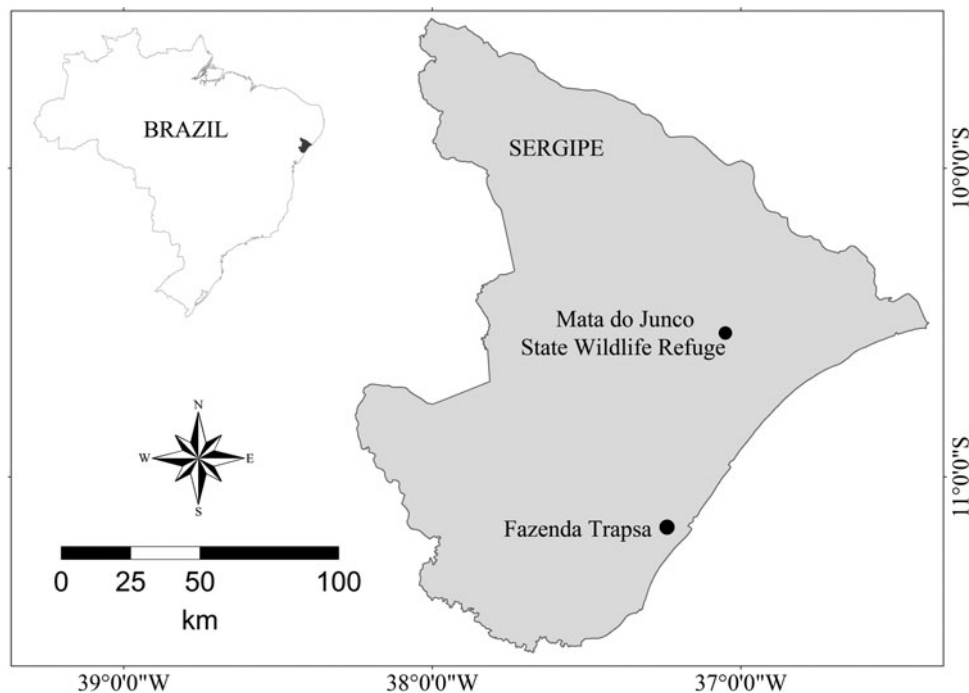 BRAZIL
SERGIPE
10°0'0"S
Mata do Junco
State Wildlife Refuge
N
W
E
S
11°0'0"S
Fazenda Trapsa
0 25 50 100
km
39°0'0"W 38°0'0"W 37°0'0"W